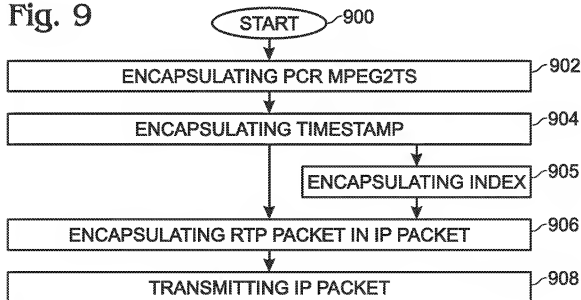 Fig. 9
START
900
ENCAPSULATING PCR MPEG2TS
902
ENCAPSULATING TIMESTAMP
904
ENCAPSULATING INDEX
905
ENCAPSULATING RTP PACKET IN IP PACKET
906
TRANSMITTING IP PACKET
908